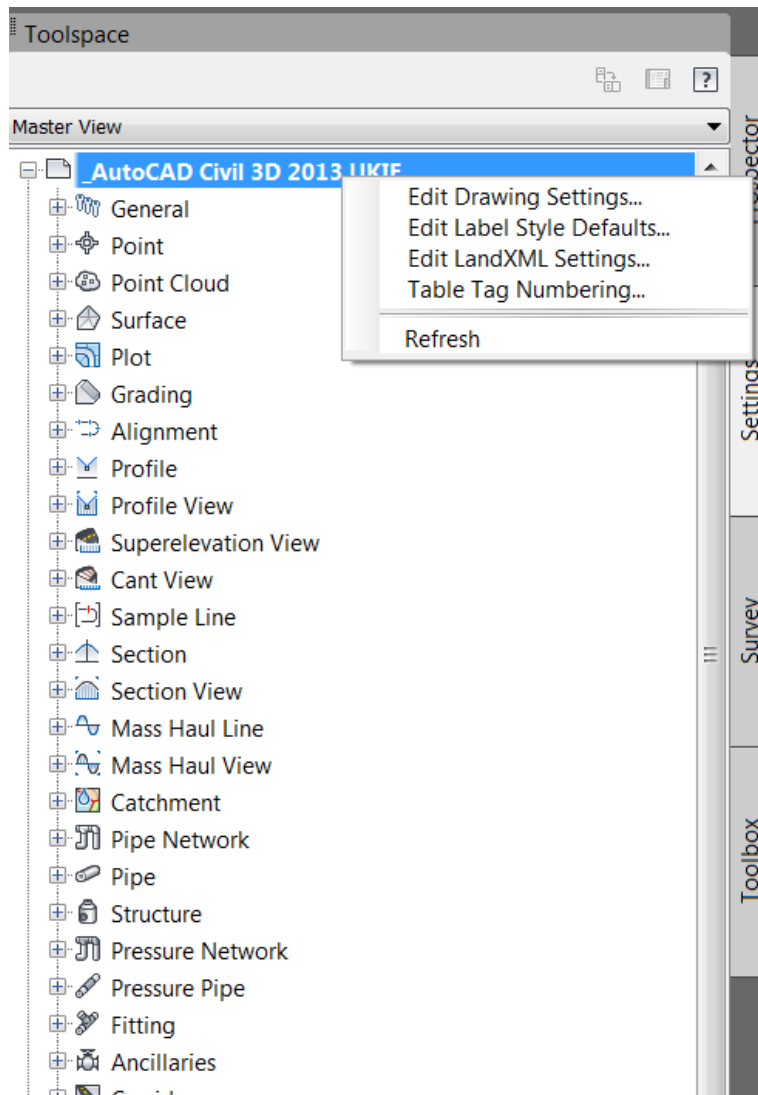 Toolspace
?
Master View
_AutoCAD Civil 3D 2013 UKIE
Edit Drawing Settings...
Edit Label Style Defaults...
Edit LandXML Settings...
Table Tag Numbering...
Refresh
General
Point
Point Cloud
Surface
Plot
Grading
Alignment
Profile
Profile View
Superelevation View
Cant View
Sample Line
Section
Section View
Mass Haul Line
Mass Haul View
Catchment
Pipe Network
Pipe
Structure
Pressure Network
Pressure Pipe
Fitting
Ancillaries
Settings
Survey
Toolbox